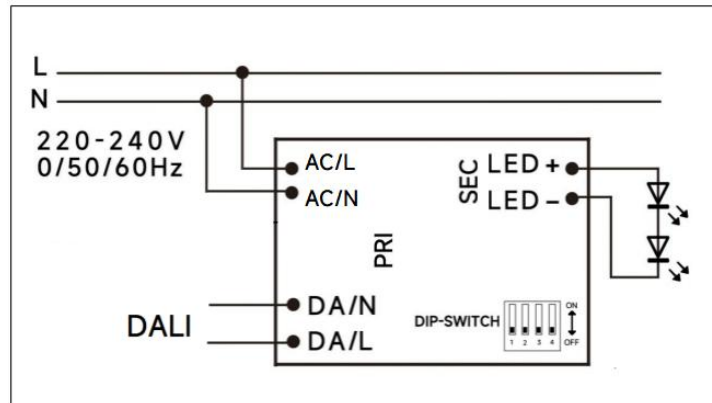 L
N
220-240V
0/50/60Hz
AC/L
AC/N
PRI
SEC
LED +
LED -
DALI
DA/N
DA/L
DIP-SWITCH
ON
OFF
1 2 3 4